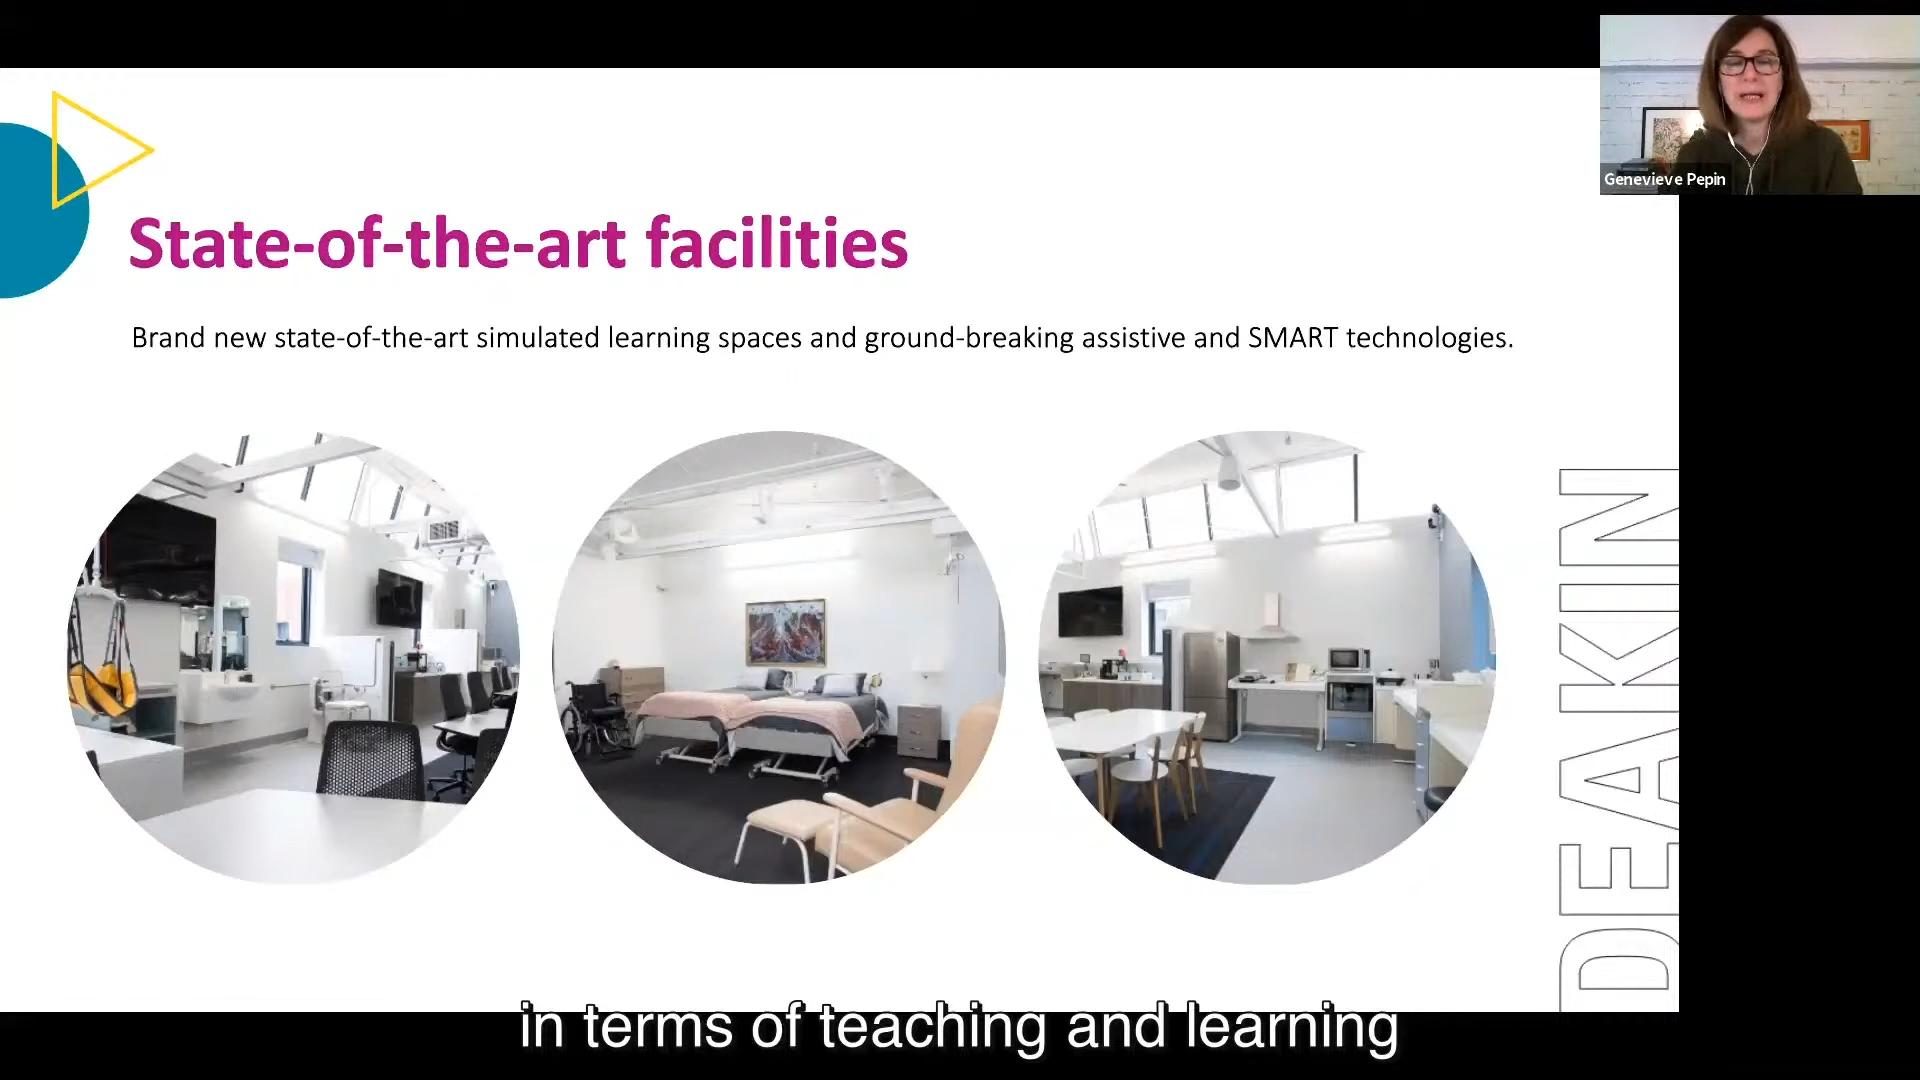 Genevieve Pepin
State-of-the-art facilities
Brand new state-of-the-art simulated learning spaces and ground-breaking assistive and SMART technologies.
DEAKIN
in terms of teaching and learning